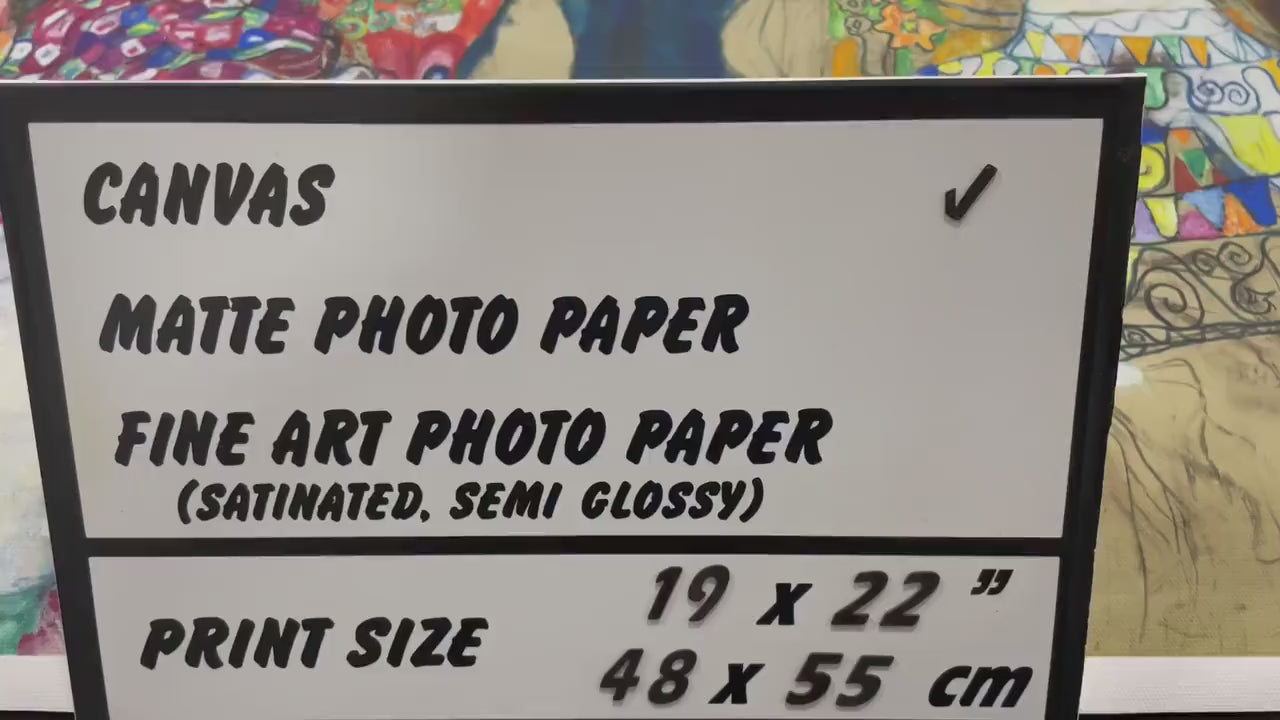 CANVAS ✓
MATTE PHOTO PAPER
FINE ART PHOTO PAPER
(SATINATED, SEMI GLOSSY)
PRINT SIZE
19 x 22 "
48 x 55 cm